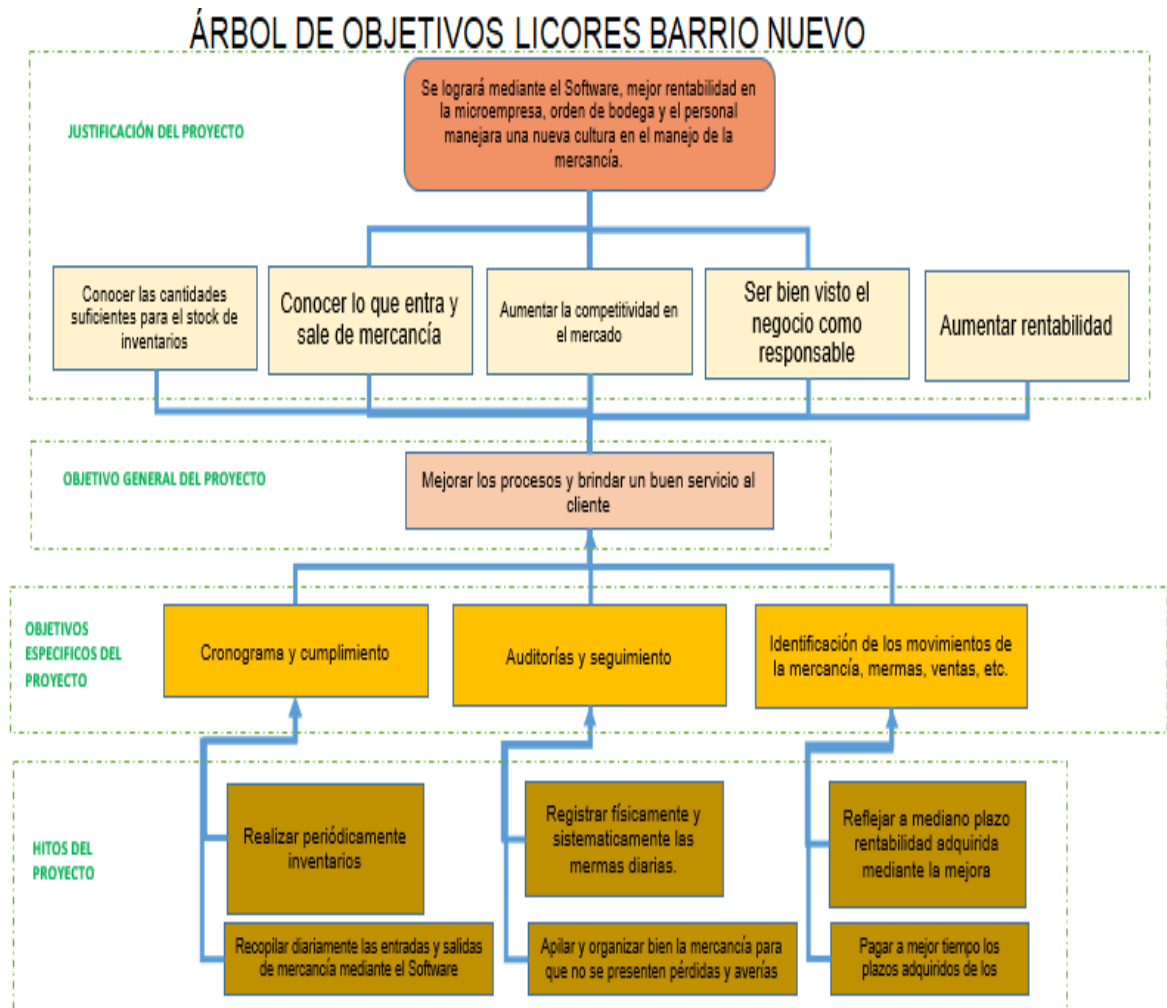 ÁRBOL DE OBJETIVOS LICORES BARRIO NUEVO
JUSTIFICACIÓN DEL PROYECTO
Se logrará mediante el Software, mejor rentabilidad en
la microempresa, orden de bodega y el personal
manejara una nueva cultura en el manejo de la
mercancía.
Conocer las cantidades
suficientes para el stock de
inventarios
Conocer lo que entra y
sale de mercancía
Aumentar la competitividad en
el mercado
Ser bien visto el
negocio como
responsable
Aumentar rentabilidad
OBJETIVO GENERAL DEL PROYECTO
Mejorar los procesos y brindar un buen servicio al
cliente
OBJETIVOS
ESPECIFICOS DEL
PROYECTO
Cronograma y cumplimiento
Auditorías y seguimiento
Identificación de los movimientos de
la mercancía, mermas, ventas, etc.
HITOS DEL
PROYECTO
Realizar periódicamente
inventarios
Registrar físicamente y
sistematicamente las
mermas diarias.
Reflejar a mediano plazo
rentabilidad adquirida
mediante la mejora
Recopilar diariamente las entradas y salidas
de mercancía mediante el Software
Apilar y organizar bien la mercancía para
que no se presenten pérdidas y averías
Pagar a mejor tiempo los
plazos adquiridos de los